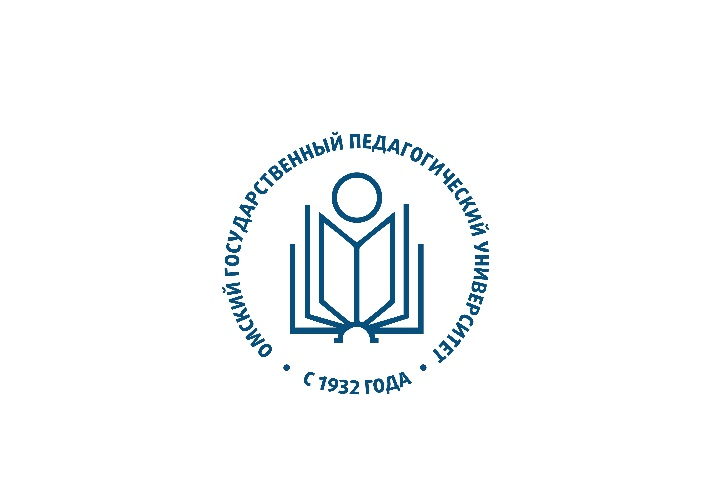 ОМСКИЙ ГОСУДАРСТВЕННЫЙ ПЕДАГОГИЧЕСКИЙ УНИВЕРСИТЕТ
• С 1932 ГОДА •